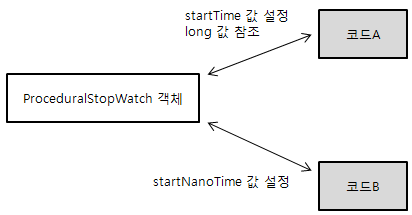 startTime 값 설정
long 값 참조
코드A
ProceduralStopWatch 객체
startNanoTime 값 설정
코드B